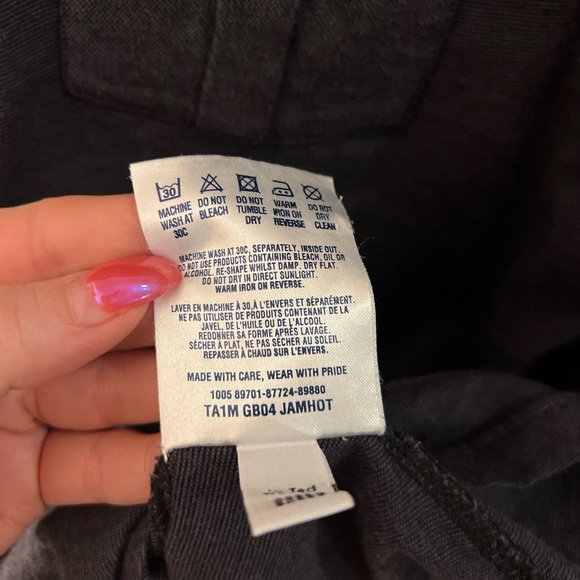 30
MACHINE WASH AT 30C
DO NOT BLEACH
DO NOT TUMBLE DRY
WARM IRON ON REVERSE
DO NOT DRY CLEAN
MACHINE WASH AT 30C, SEPARATELY, INSIDE OUT.
DO NOT USE PRODUCTS CONTAINING BLEACH, OIL OR
ALCOHOL. RE-SHAPE WHILST DAMP. DRY FLAT.
DO NOT DRY IN DIRECT SUNLIGHT.
WARM IRON ON REVERSE.
LAVER EN MACHINE À 30, À L'ENVERS ET SÉPARÉMENT.
NE PAS UTILISER DE PRODUITS CONTENANT DE LA
JAVEL, DE L'HUILE OU DE L'ALCOOL.
REDONNER SA FORME APRÈS LAVAGE.
SÉCHER À PLAT, NE PAS SÉCHER AU SOLEIL.
REPASSER À CHAUD SUR L'ENVERS.
MADE WITH CARE, WEAR WITH PRIDE
1005 89701-87724-89880
TA1M GB04 JAMHOT